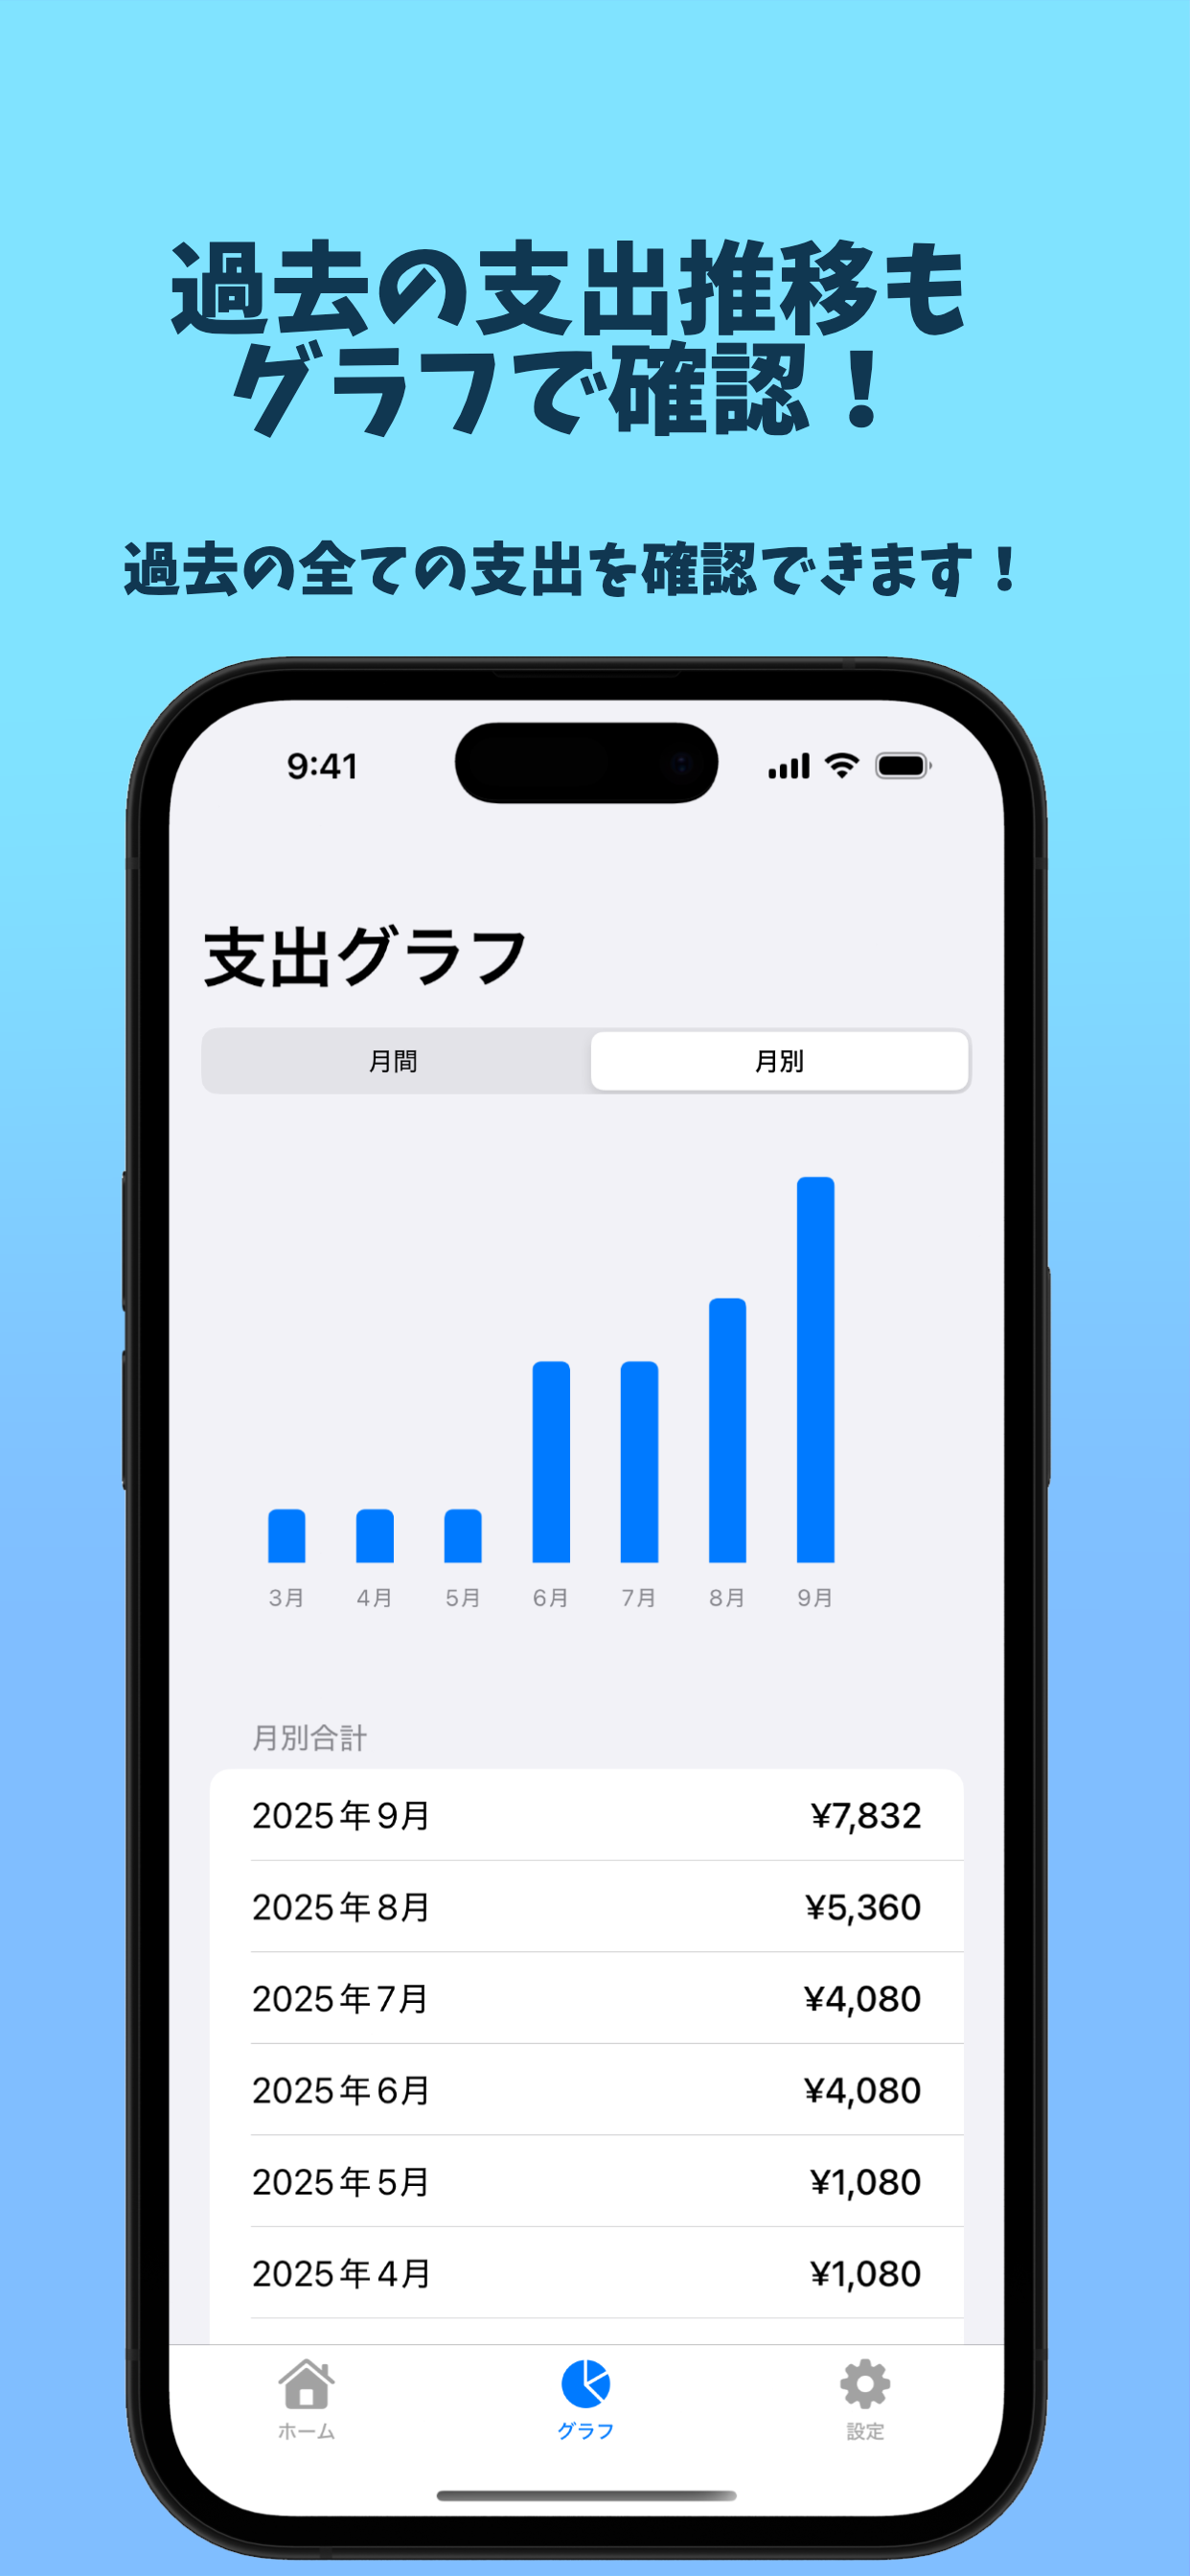 過去の支出推移も
グラフで確認！
過去の全ての支出を確認できます！
9:41
支出グラフ
月間 月別
3月 4月 5月 6月 7月 8月 9月
月別合計
2025年9月 ¥7,832
2025年8月 ¥5,360
2025年7月 ¥4,080
2025年6月 ¥4,080
2025年5月 ¥1,080
2025年4月 ¥1,080
ホーム グラフ 設定